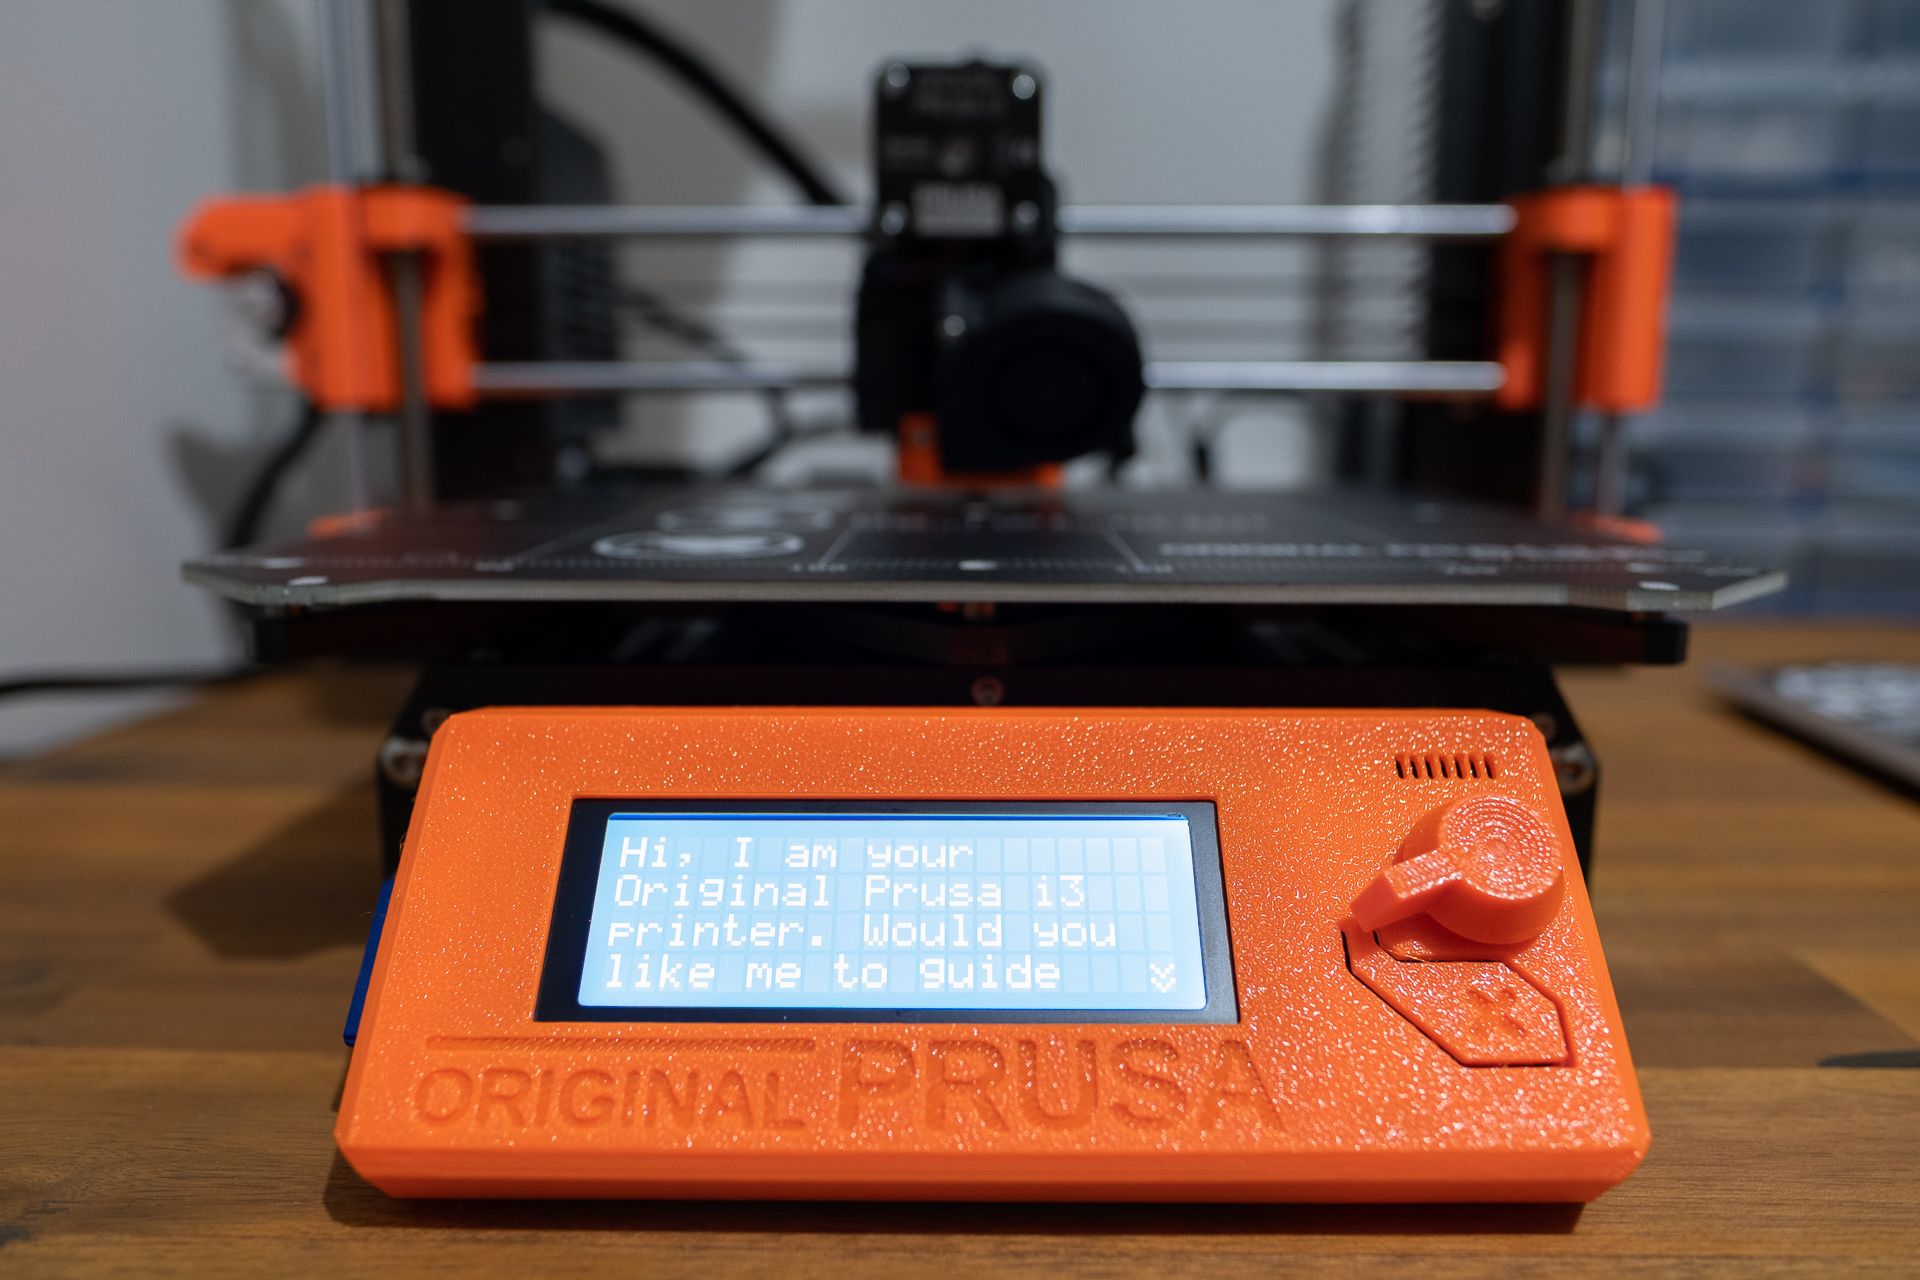 Hi, I am your
Original Prusa i3
printer. Would you
like me to guide
ORIGINAL PRUSA